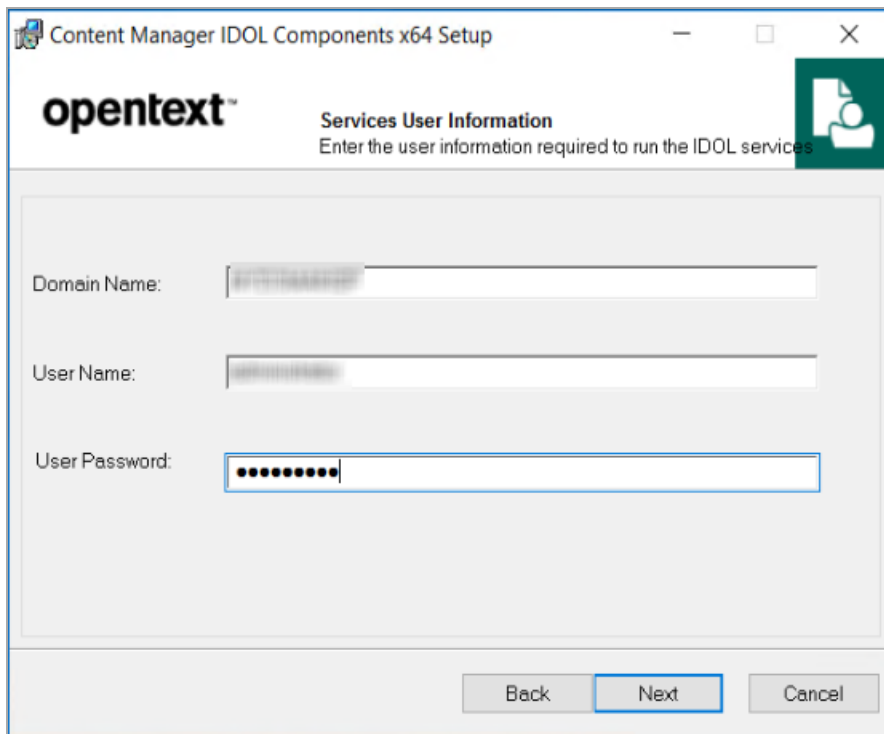 Content Manager IDOL Components x64 Setup
opentext™
Services User Information
Enter the user information required to run the IDOL services
Domain Name:
User Name:
User Password:
•••••••••
Back
Next
Cancel